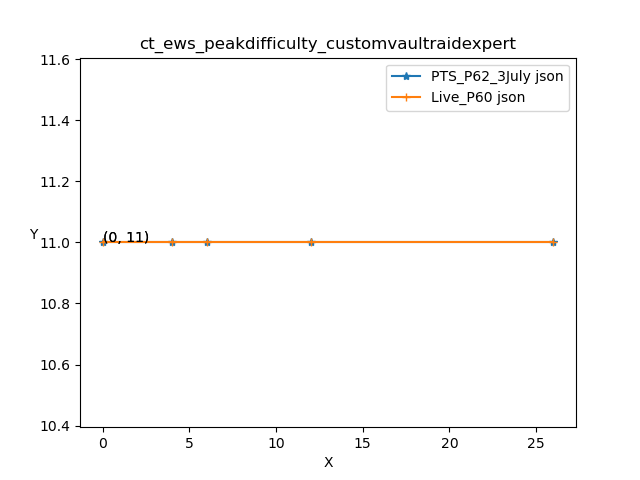 ct_ews_peakdifficulty_customvaultraidexpert
PTS_P62_3July json
Live_P60 json
11.6
11.4
11.2
Y
11.0
(0, 11)
10.8
10.6
10.4
0
5
10
15
20
25
X